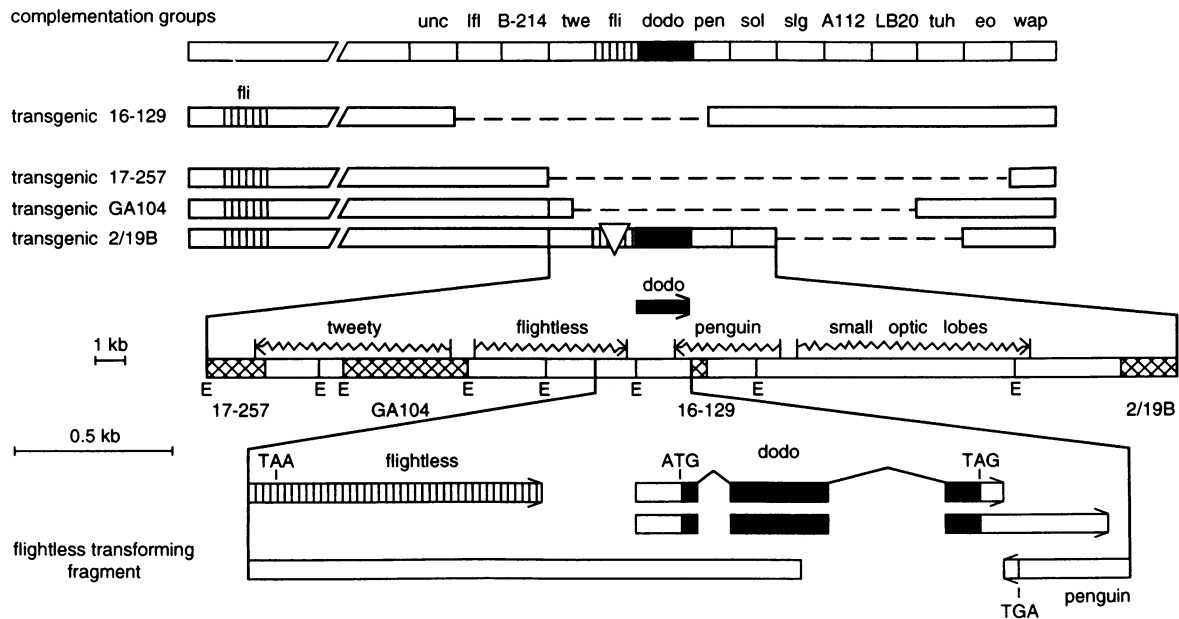 complementation groups
unc lfl B-214 twe fli dodo pen sol slg A112 LB20 tuh eo wap
fli
transgenic 16-129
transgenic 17-257
transgenic GA104
transgenic 2/19B
dodo
1 kb
tweety flightless penguin small optic lobes
E E E E E E E E
17-257 GA104 16-129 2/19B
0.5 kb
TAA flightless ATG dodo TAG
flightless transforming
fragment
penguin
TGA